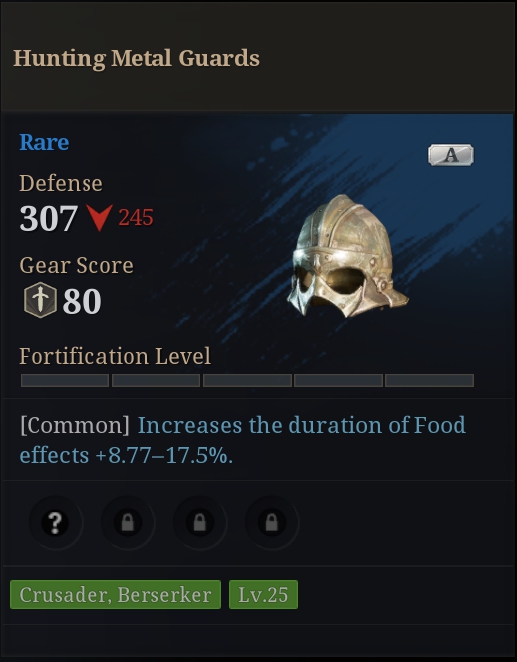 Hunting Metal Guards
Rare
A
Defense
307 245
Gear Score
80
Fortification Level
[Common] Increases the duration of Food
effects +8.77–17.5%.
?
Crusader, Berserker Lv.25